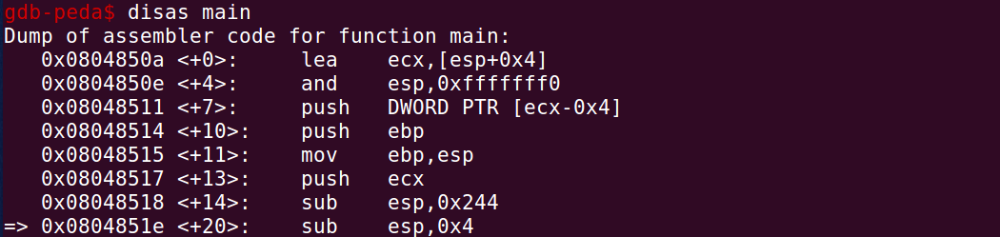 gdb-peda$ disas main
Dump of assembler code for function main:
   0x0804850a <+0>:     lea    ecx,[esp+0x4]
   0x0804850e <+4>:     and    esp,0xfffffff0
   0x08048511 <+7>:     push   DWORD PTR [ecx-0x4]
   0x08048514 <+10>:    push   ebp
   0x08048515 <+11>:    mov    ebp,esp
   0x08048517 <+13>:    push   ecx
   0x08048518 <+14>:    sub    esp,0x244
=> 0x0804851e <+20>:    sub    esp,0x4